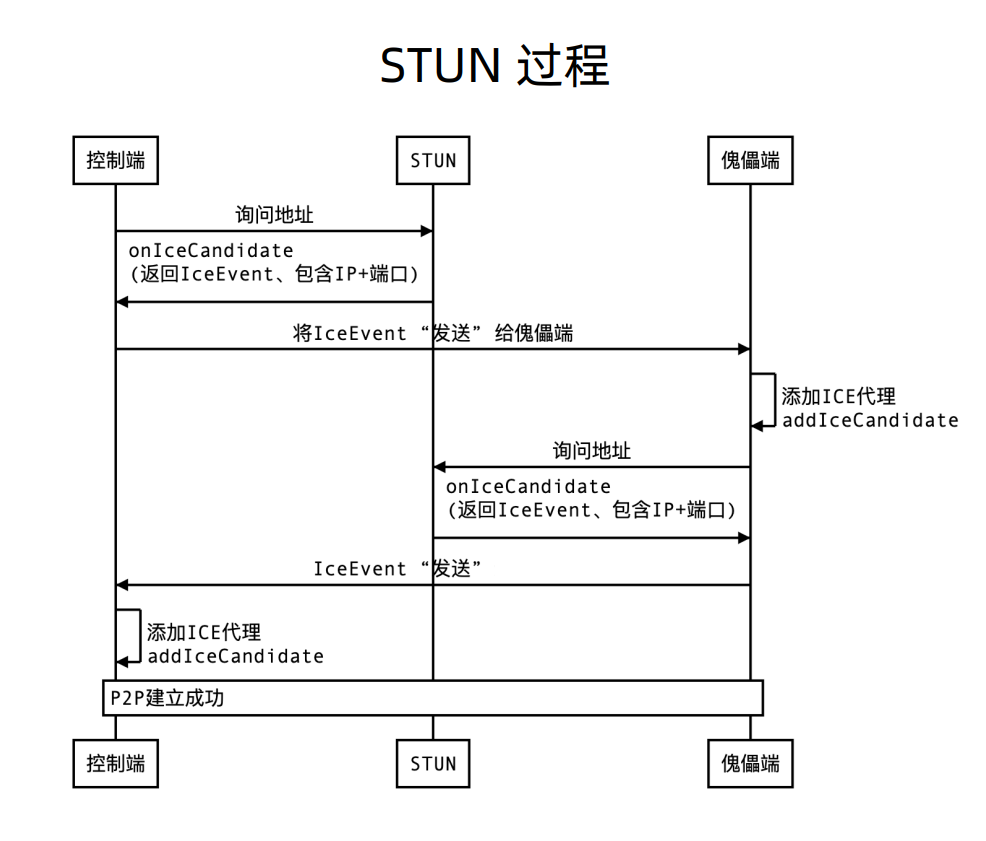 STUN 过程
控制端
STUN
傀儡端
询问地址
onIceCandidate
(返回IceEvent、包含IP+端口)
将IceEvent “发送” 给傀儡端
添加ICE代理
addIceCandidate
询问地址
onIceCandidate
(返回IceEvent、包含IP+端口)
IceEvent “发送”
添加ICE代理
addIceCandidate
P2P建立成功
控制端
STUN
傀儡端